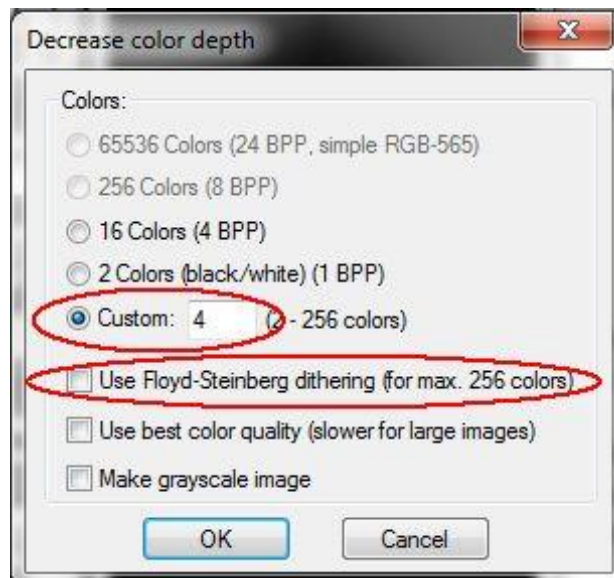 Decrease color depth
Colors:
65536 Colors (24 BPP, simple RGB-565)
256 Colors (8 BPP)
16 Colors (4 BPP)
2 Colors (black/white) (1 BPP)
Custom: 4 (2 - 256 colors)
Use Floyd-Steinberg dithering (for max. 256 colors)
Use best color quality (slower for large images)
Make grayscale image
OK Cancel